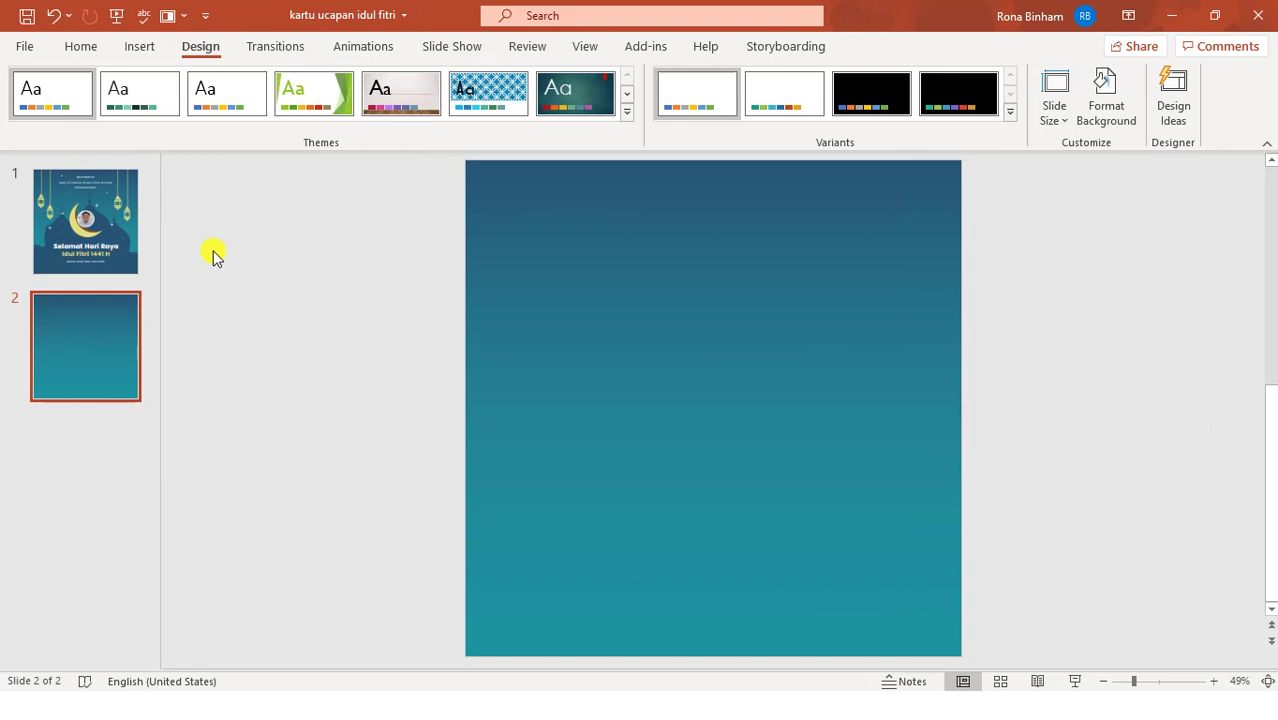 abc
kartu ucapan idul fitri
Search
Rona Binham
RB
File
Home
Insert
Design
Transitions
Animations
Slide Show
Review
View
Add-ins
Help
Storyboarding
Share
Comments
Aa
Aa
Aa
Aa
Aa
Aa
Aa
Slide
Size
Format
Background
Design
Ideas
Themes
Variants
Customize
Designer
1
Selamat Hari Raya
Idul Fitri 1441 H
2
Slide 2 of 2
English (United States)
Notes
49%